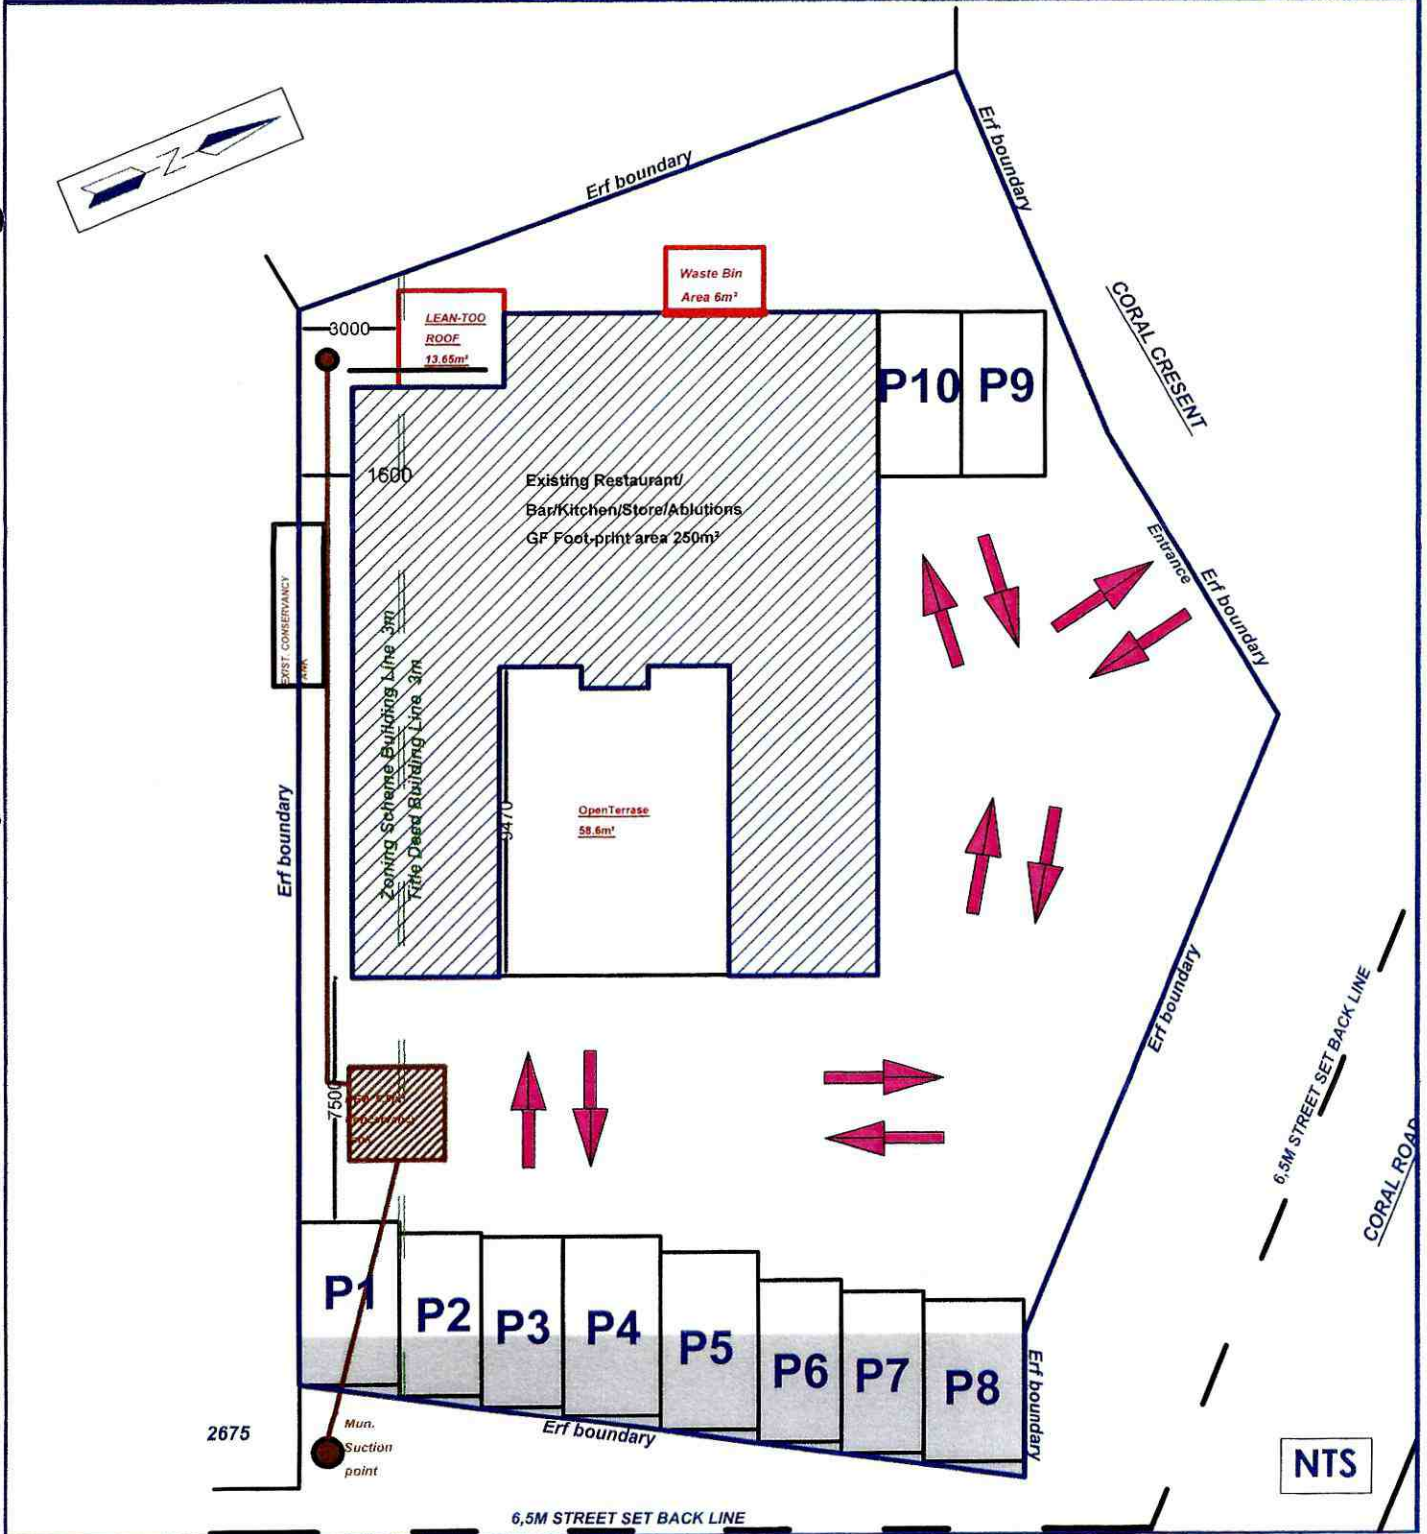 Erf boundary
Erf boundary
N
Waste Bin
Area 6m²
LEAN-TOO
ROOF
13.65m²
3000
CORAL CRESENT
P10
P9
1600
Existing Restaurant/
Bar/Kitchen/Store/Ablutions
GF Foot-print area 250m²
Entrance
Erf boundary
EXIST. CONSERVANCY
Zoning Scheme Building Line 3m
Title Deed Building Line 3m
Erf boundary
9470
OpenTerrase
58.6m²
Erf boundary
6,5M STREET SET BACK LINE
CORAL ROAD
7500
P1
P2
P3
P4
P5
P6
P7
P8
Erf boundary
Erf boundary
2675
Mun.
Suction
point
NTS
6,5M STREET SET BACK LINE